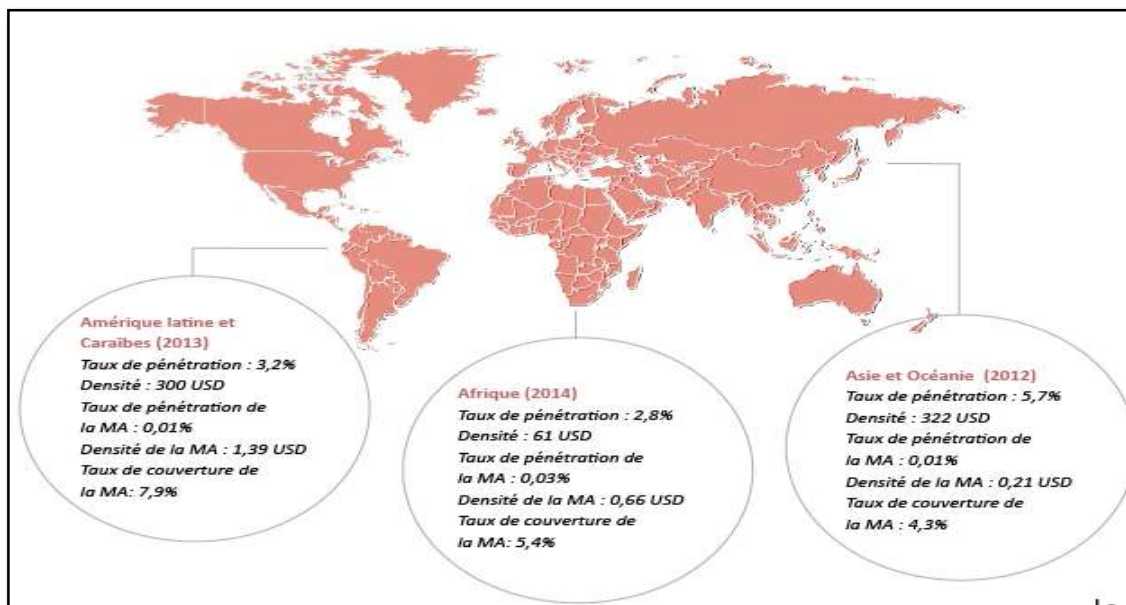 Amérique latine et
Caraïbes (2013)
Taux de pénétration : 3,2%
Densité : 300 USD
Taux de pénétration de
la MA : 0,01%
Densité de la MA : 1,39 USD
Taux de couverture de
la MA: 7,9%
Afrique (2014)
Taux de pénétration : 2,8%
Densité : 61 USD
Taux de pénétration de
la MA : 0,03%
Densité de la MA : 0,66 USD
Taux de couverture de
la MA: 5,4%
Asie et Océanie (2012)
Taux de pénétration : 5,7%
Densité : 322 USD
Taux de pénétration de
la MA : 0,01%
Densité de la MA : 0,21 USD
Taux de couverture de
la MA : 4,3%